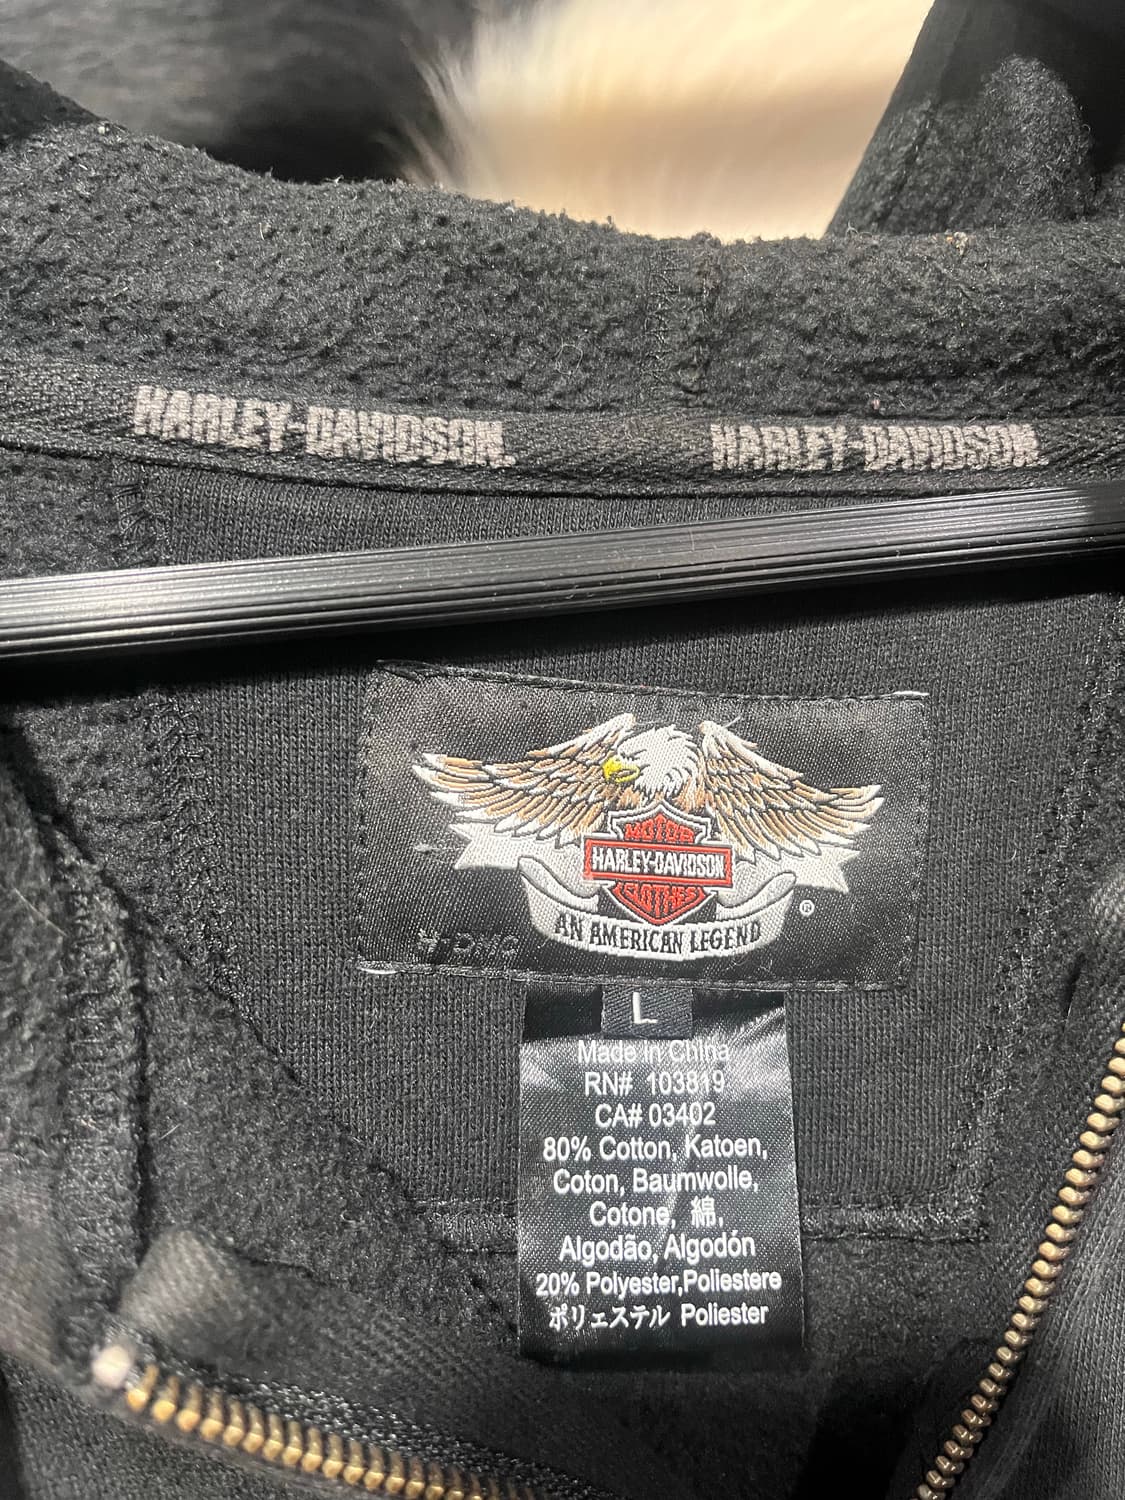 HARLEY-DAVIDSON. HARLEY-DAVIDSON.
MOTOR
HARLEY-DAVIDSON
CLOTHES
AN AMERICAN LEGEND
®
L
Made in China
RN# 103819
CA# 03402
80% Cotton, Katoen,
Coton, Baumwolle,
Cotone, 綿,
Algodão, Algodón
20% Polyester,Poliestere
ポリェステル Poliester